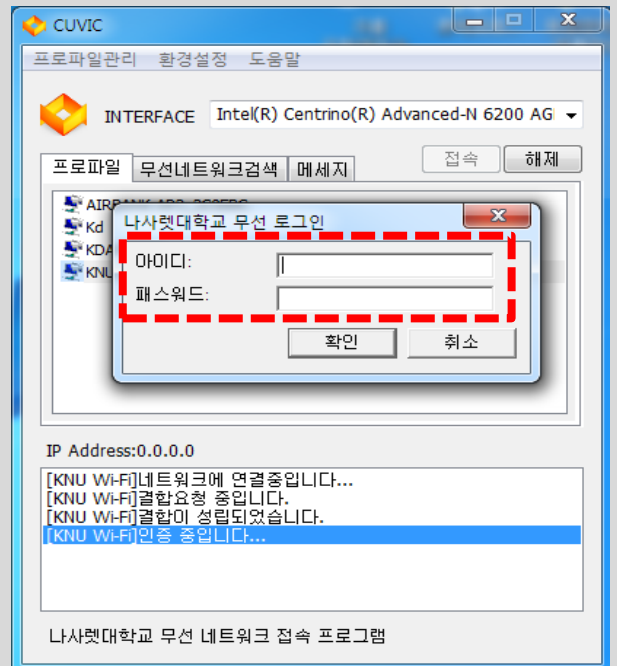 CUVIC
프로파일관리 환경설정 도움말
INTERFACE Intel(R) Centrino(R) Advanced-N 6200 AG
프로파일 무선네트워크검색 메세지 접속 해제
Kd
KDA
KNU
나사렛대학교 무선 로그인
아이디:
패스워드:
확인 취소
IP Address:0.0.0.0
[KNU Wi-Fi]네트워크에 연결중입니다...
[KNU Wi-Fi]결합요청 중입니다.
[KNU Wi-Fi]결합이 성립되었습니다.
[KNU Wi-Fi]인증 중입니다...
나사렛대학교 무선 네트워크 접속 프로그램